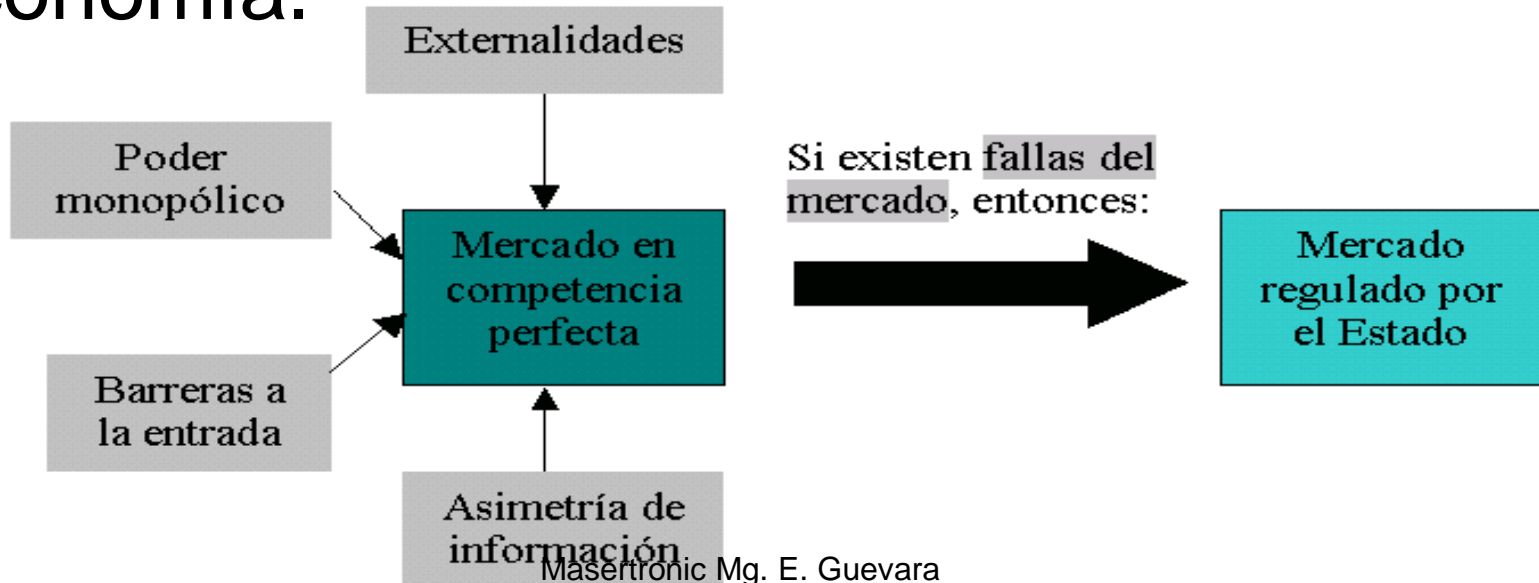 conomía.
Externalidades
Poder
monopólico
Si existen fallas del
mercado, entonces:
Mercado en
competencia
perfecta
Mercado
regulado por
el Estado
Barreras a
la entrada
Asimetría de
información
Masertronic Mg. E. Guevara